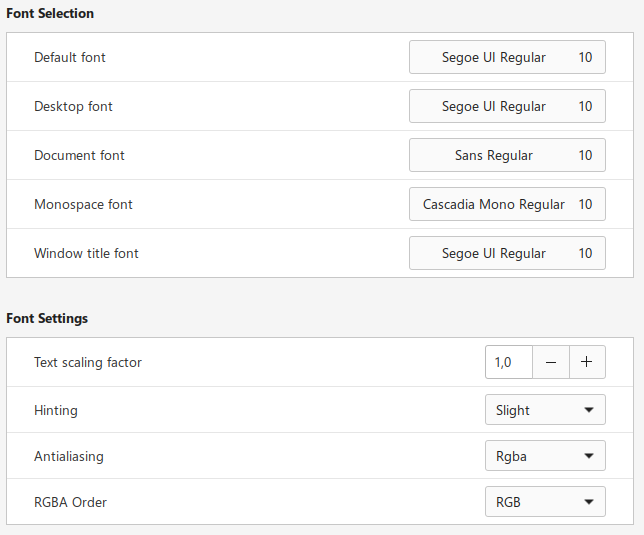 Font Selection
Default font Segoe UI Regular 10
Desktop font Segoe UI Regular 10
Document font Sans Regular 10
Monospace font Cascadia Mono Regular 10
Window title font Segoe UI Regular 10
Font Settings
Text scaling factor 1,0 − +
Hinting Slight
Antialiasing Rgba
RGBA Order RGB